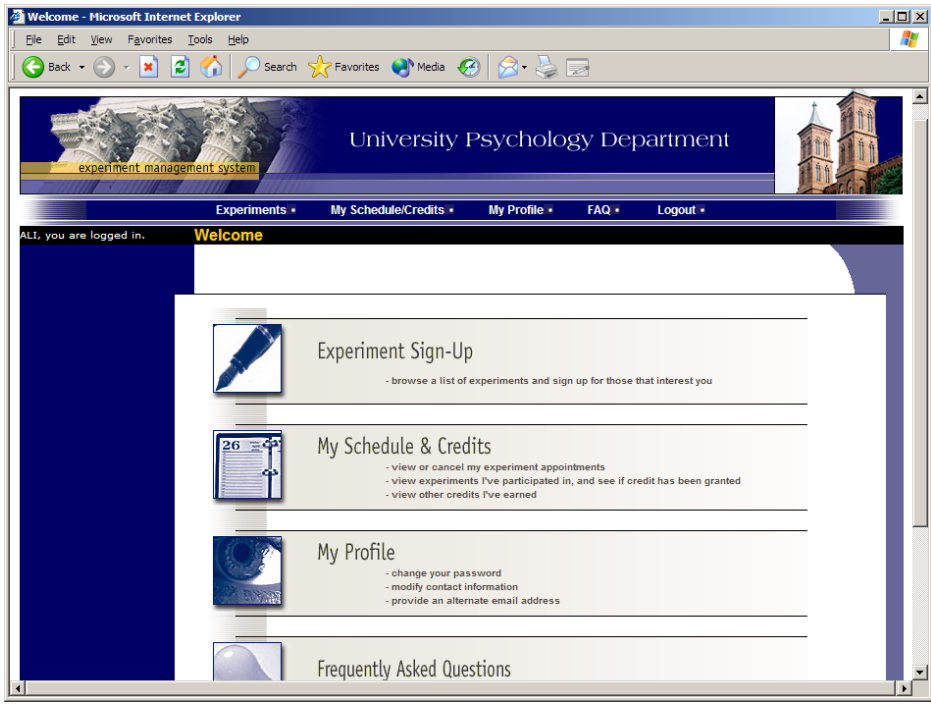 Welcome - Microsoft Internet Explorer
File Edit View Favorites Tools Help
Back Search Favorites Media
University Psychology Department
experiment management system
Experiments My Schedule/Credits My Profile FAQ Logout
ALI, you are logged in. Welcome
Experiment Sign-Up
- browse a list of experiments and sign up for those that interest you
26
My Schedule & Credits
- view or cancel my experiment appointments
- view experiments I've participated in, and see if credit has been granted
- view other credits I've earned
My Profile
- change your password
- modify contact information
- provide an alternate email address
Frequently Asked Questions